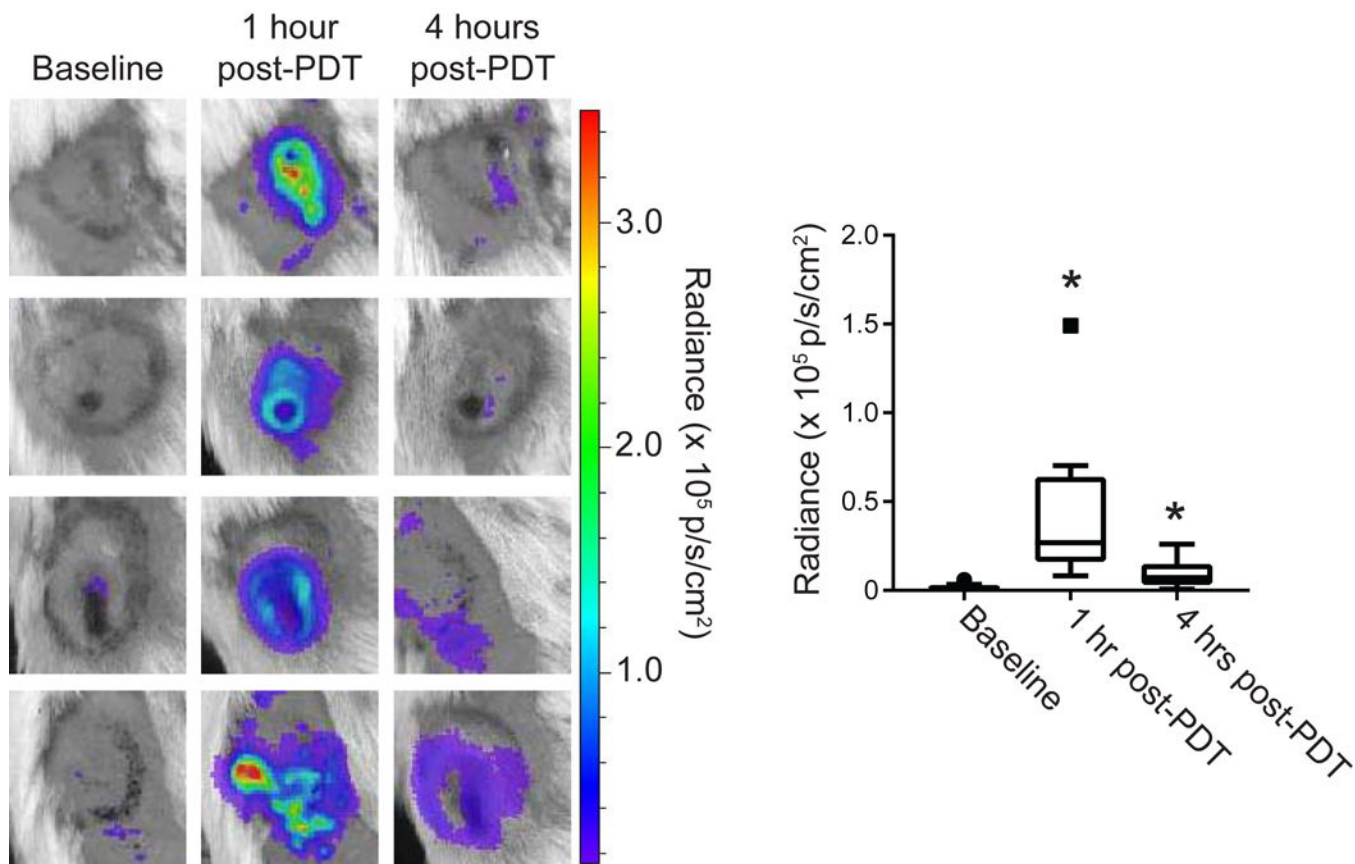 Baseline
1 hour
post-PDT
4 hours
post-PDT
3.0
2.0
1.0
Radiance (x 10⁵ p/s/cm²)
Radiance (x 10⁵ p/s/cm²)
2.0
1.5
1.0
0.5
0
*
*
Baseline
1 hr post-PDT
4 hrs post-PDT